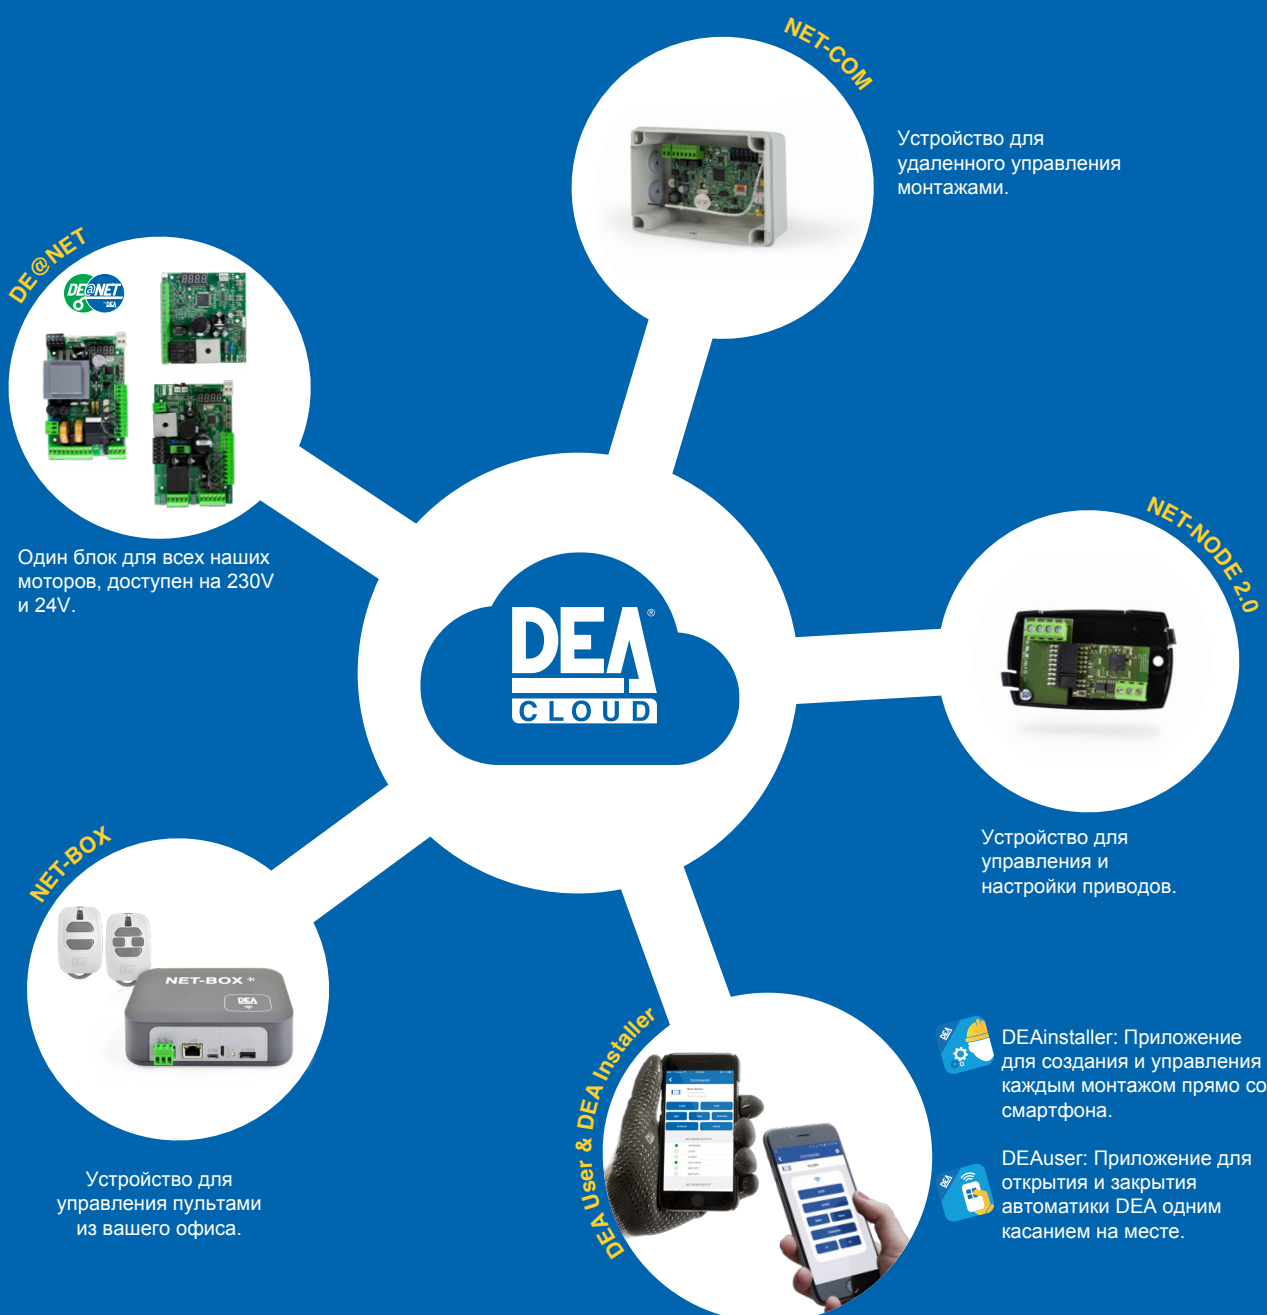 NET-COM
Устройство для
удаленного управления
монтажами.
DE@NET
DE@NET
Один блок для всех наших
моторов, доступен на 230V
и 24V.
NET-NODE 2.0
Устройство для
управления и
настройки приводов.
DEA®
CLOUD
NET-BOX
NET-BOX
DEA
Устройство для
управления пультами
из вашего офиса.
DEA User & DEA Installer
Commands
Commands
DEA
DEAinstaller: Приложение
для создания и управления
каждым монтажом прямо со
смартфона.
DEA
DEAuser: Приложение для
открытия и закрытия
автоматики DEA одним
касанием на месте.